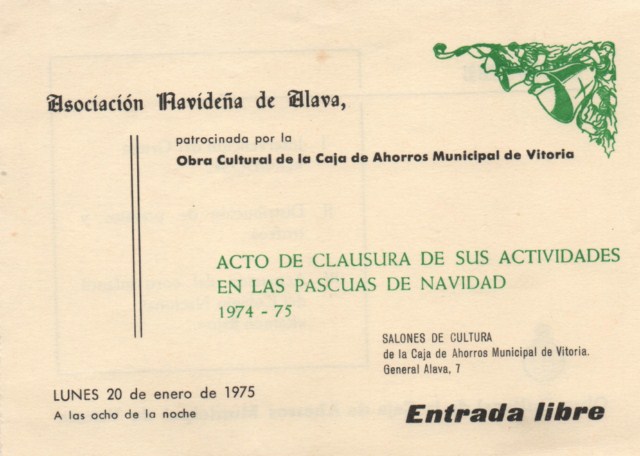 Asociación Navideña de Alava,
patrocinada por la
Obra Cultural de la Caja de Ahorros Municipal de Vitoria
ACTO DE CLAUSURA DE SUS ACTIVIDADES
EN LAS PASCUAS DE NAVIDAD
1974 - 75
SALONES DE CULTURA
de la Caja de Ahorros Municipal de Vitoria.
General Alava, 7
LUNES 20 de enero de 1975
A las ocho de la noche
Entrada libre